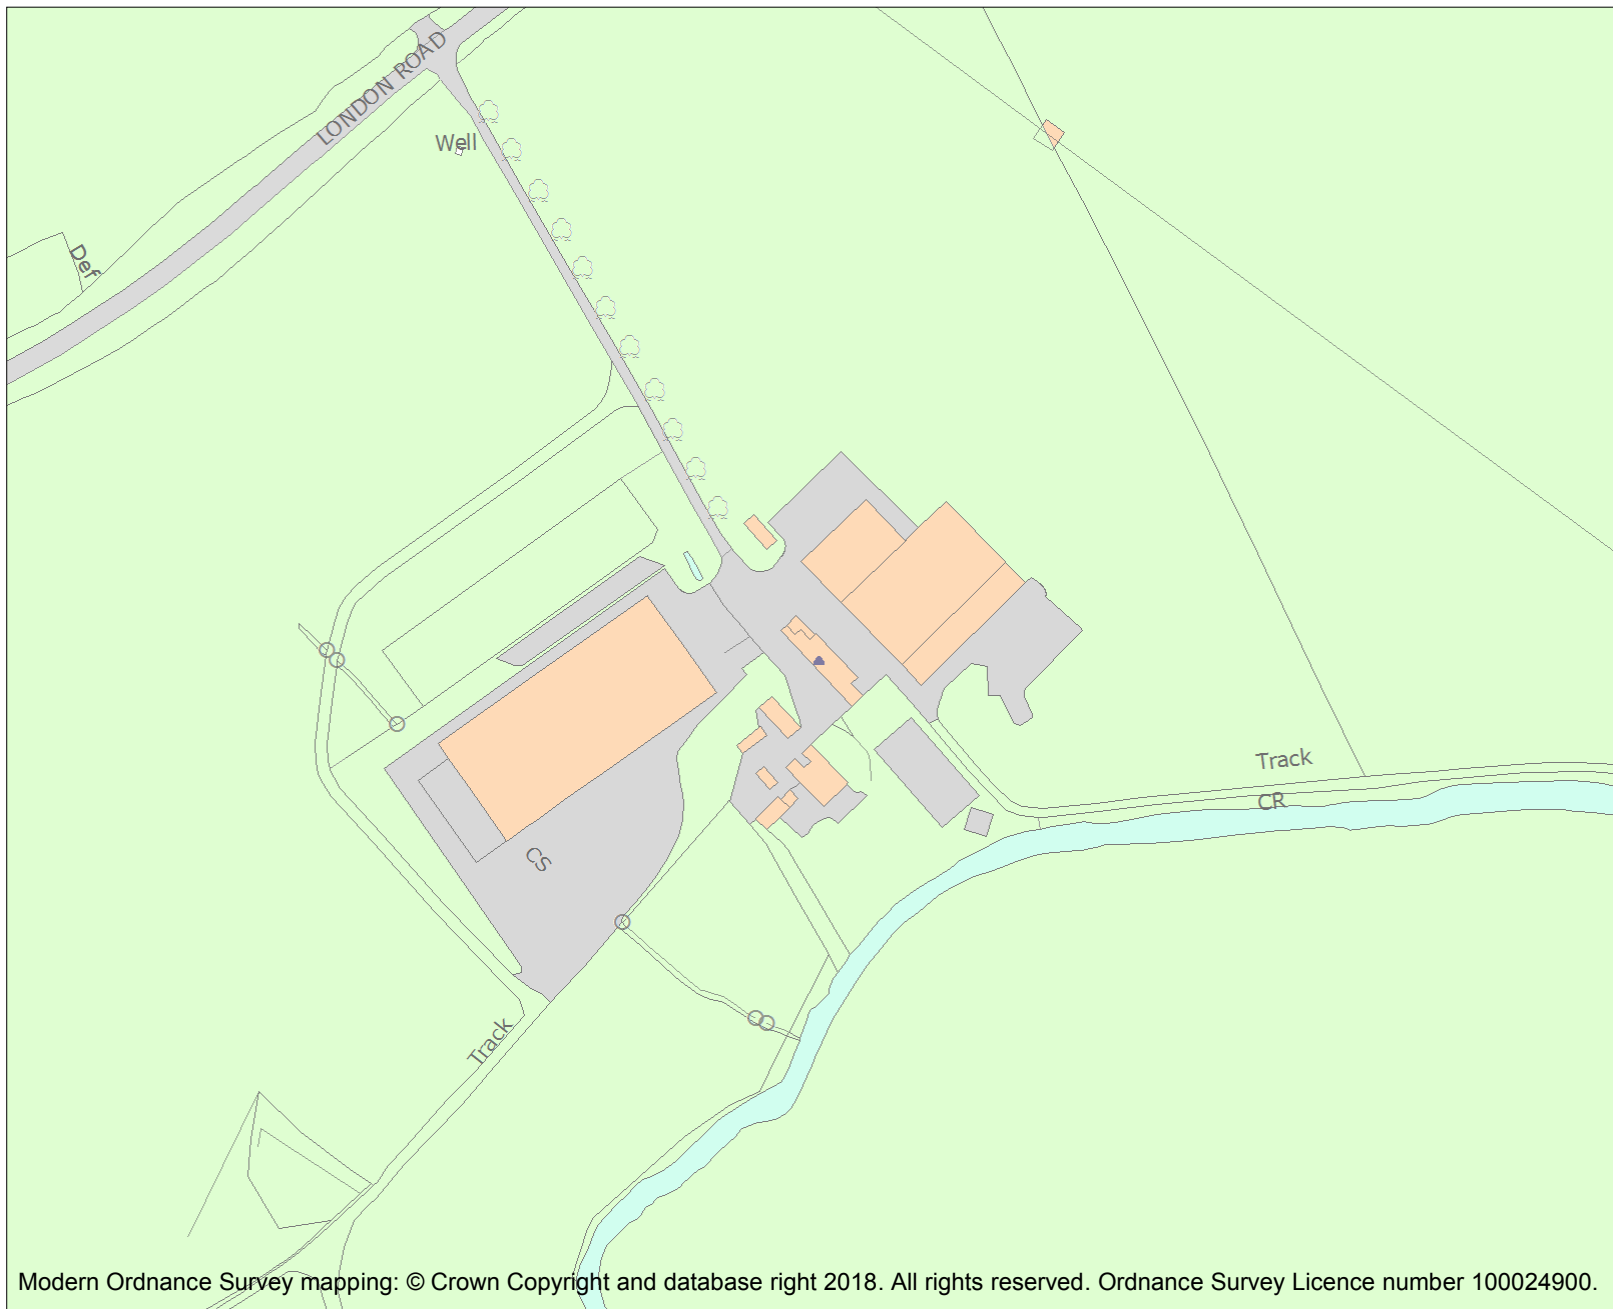 LONDON ROAD
Well
Def
Track
CR
CS
Track
Modern Ordnance Survey mapping: © Crown Copyright and database right 2018. All rights reserved. Ordnance Survey Licence number 100024900.